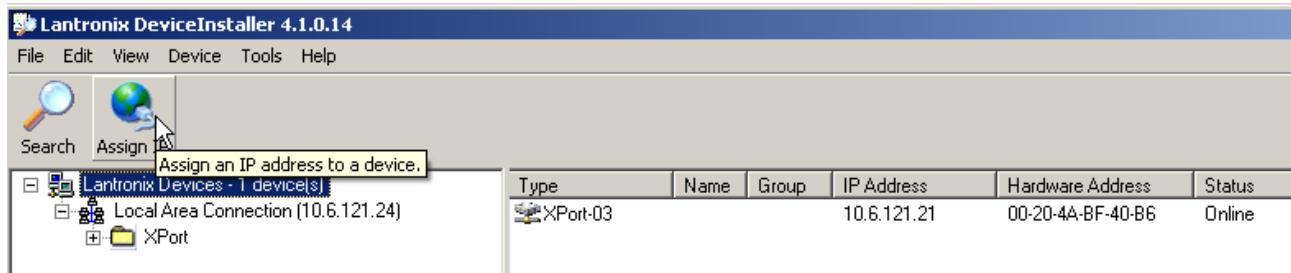 Lantronix DeviceInstaller 4.1.0.14
File Edit View Device Tools Help
Search Assign
Assign an IP address to a device.
Lantronix Devices - 1 device(s)
Local Area Connection (10.6.121.24)
XPort
Type Name Group IP Address Hardware Address Status
XPort-03 10.6.121.21 00-20-4A-BF-40-B6 Online